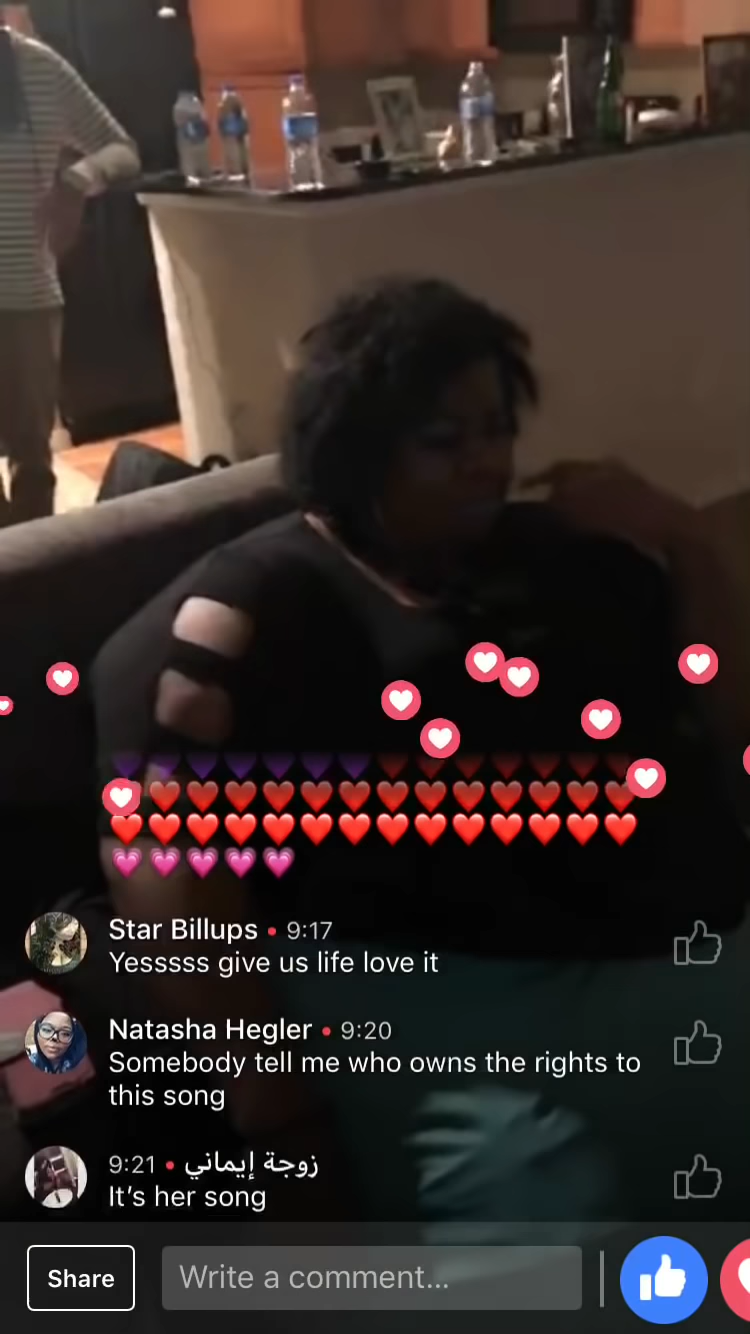 💜💜💜💜💜💜💜❤️❤️❤️❤️❤️❤️❤️
❤️❤️❤️❤️❤️❤️❤️❤️❤️❤️❤️❤️❤️
❤️❤️❤️❤️❤️❤️❤️❤️❤️❤️❤️❤️❤️❤️
💗💗💗💗💗
Star Billups • 9:17
Yesssss give us life love it
Natasha Hegler • 9:20
Somebody tell me who owns the rights to
this song
9:21 • زوجة إيماني
It’s her song
Share
Write a comment...